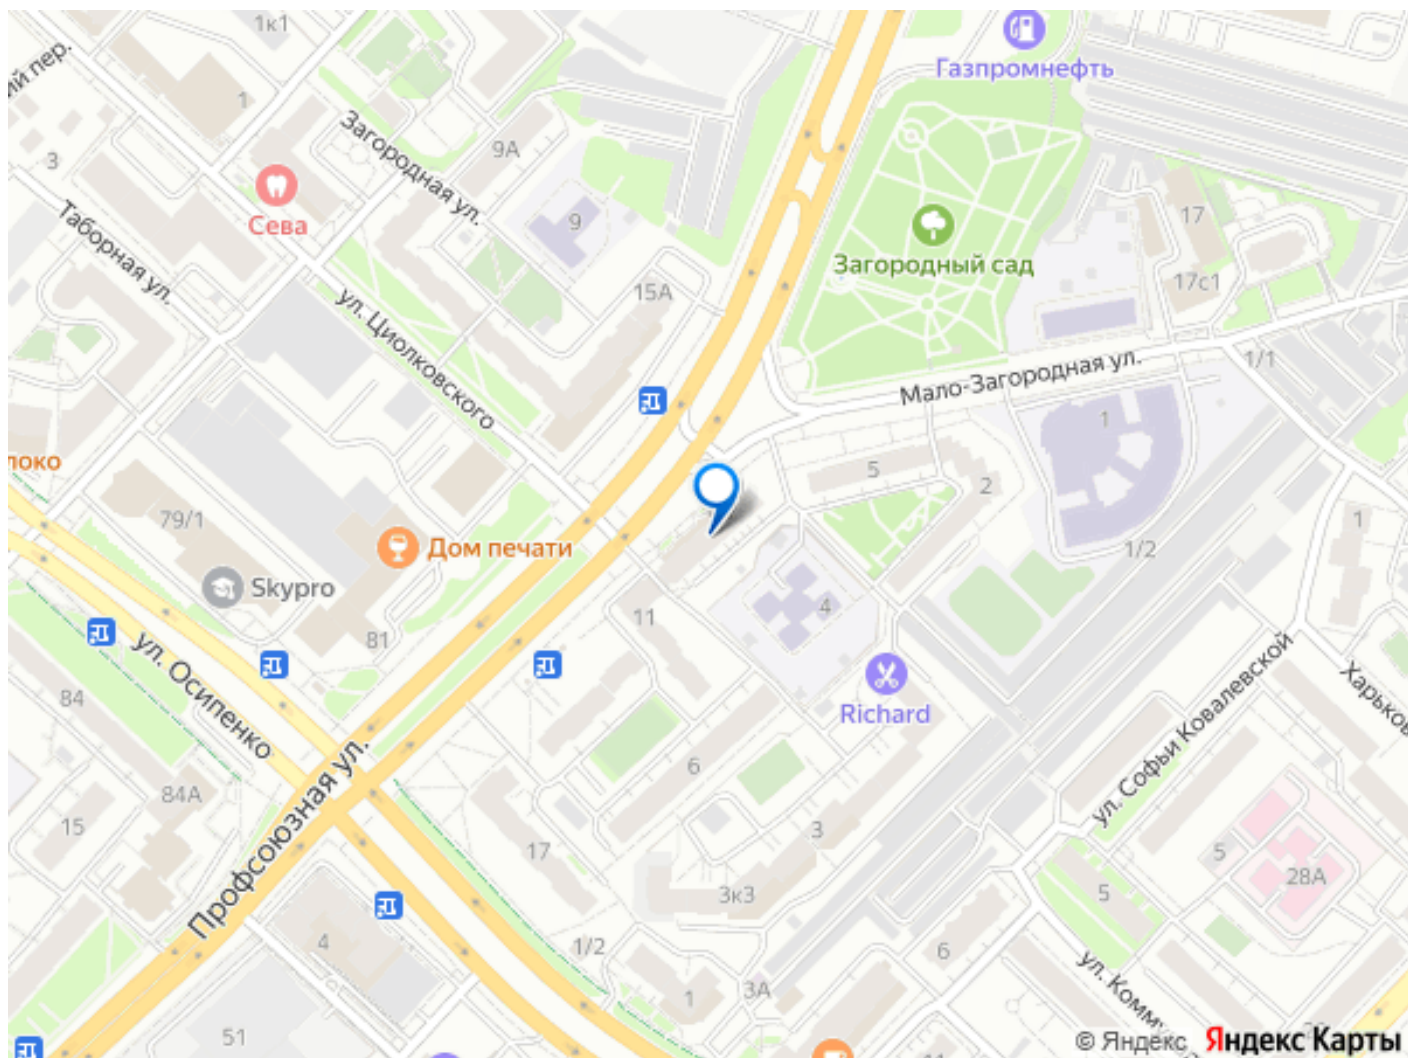 1к1
ий пер.
1
3
Загородная ул.
9А
9
Газпромнефть
Сева
Таборная ул.
Загородный сад
17
17с1
15А
ул. Циолковского
Мало-Загородная ул.
1/1
1
локо
5
2
79/1
Дом печати
Skypro
1
1/2
11
4
81
ул. Осипенко
84
Richard
ул. Софьи Ковалевской
Харьков
6
84А
15
Профсоюзная ул.
17
3
3к3
5
28А
5
4
1/2
6
ул. Комму
3А
1
51
11
© Яндекс Яндекс Карты